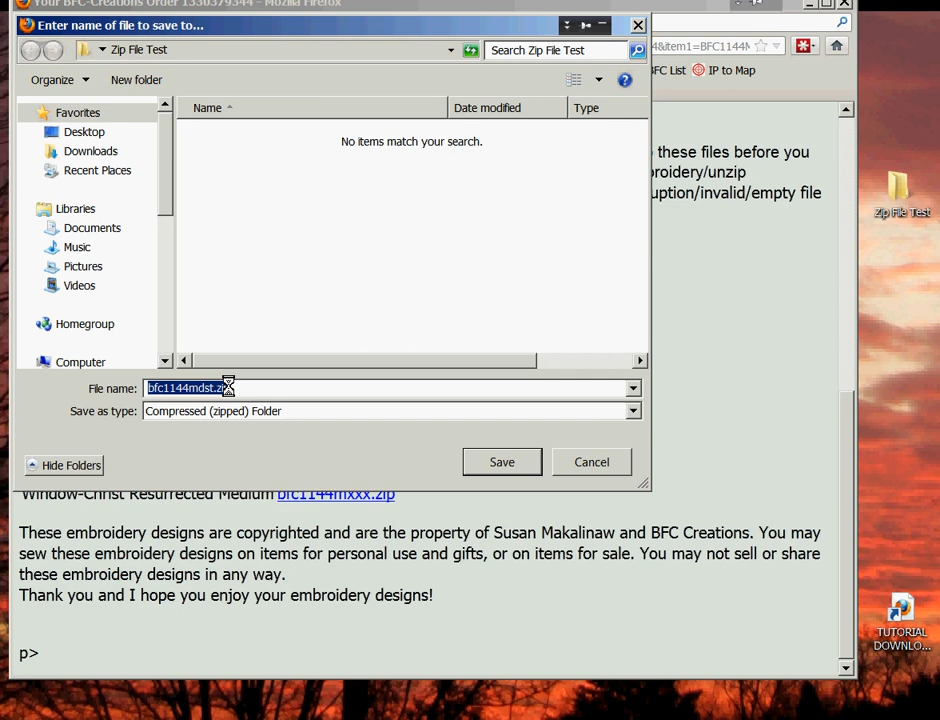 Your BFC-Creations Order 1330379344 - Mozilla Firefox
Enter name of file to save to...
Zip File Test
Search Zip File Test
4&item1=BFC1144M
Organize
New folder
BFC List
IP to Map
Favorites
Desktop
Downloads
Recent Places
Libraries
Documents
Music
Pictures
Videos
Homegroup
Computer
Name
Date modified
Type
No items match your search.
these files before you
roidery/unzip
uption/invalid/empty file
Zip File Test
File name:
bfc1144mdst.zip
Save as type:
Compressed (zipped) Folder
Hide Folders
Save
Cancel
Window-Christ Resurrected Medium bfc1144mxxx.zip
These embroidery designs are copyrighted and are the property of Susan Makalinaw and BFC Creations. You may
sew these embroidery designs on items for personal use and gifts, or on items for sale. You may not sell or share
these embroidery designs in any way.
Thank you and I hope you enjoy your embroidery designs!
p>
TUTORIAL
DOWNLO...